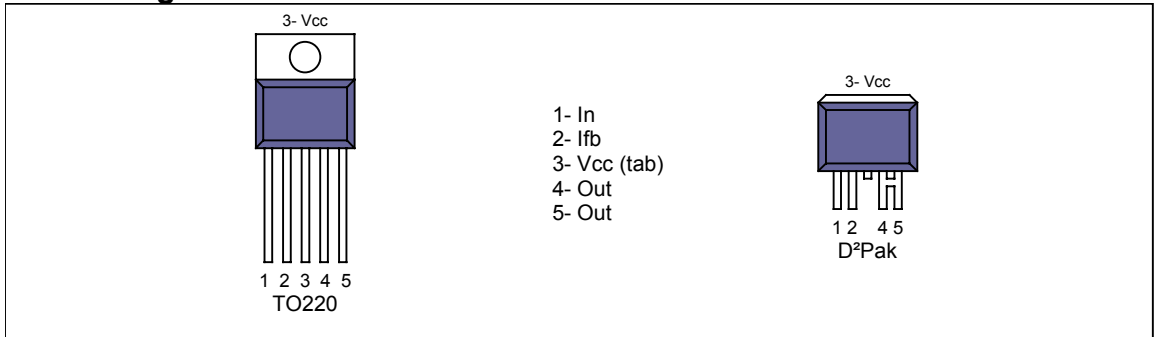 3- Vcc
1 2 3 4 5
TO220
1- In
2- Ifb
3- Vcc (tab)
4- Out
5- Out
3- Vcc
1 2 4 5
D²Pak